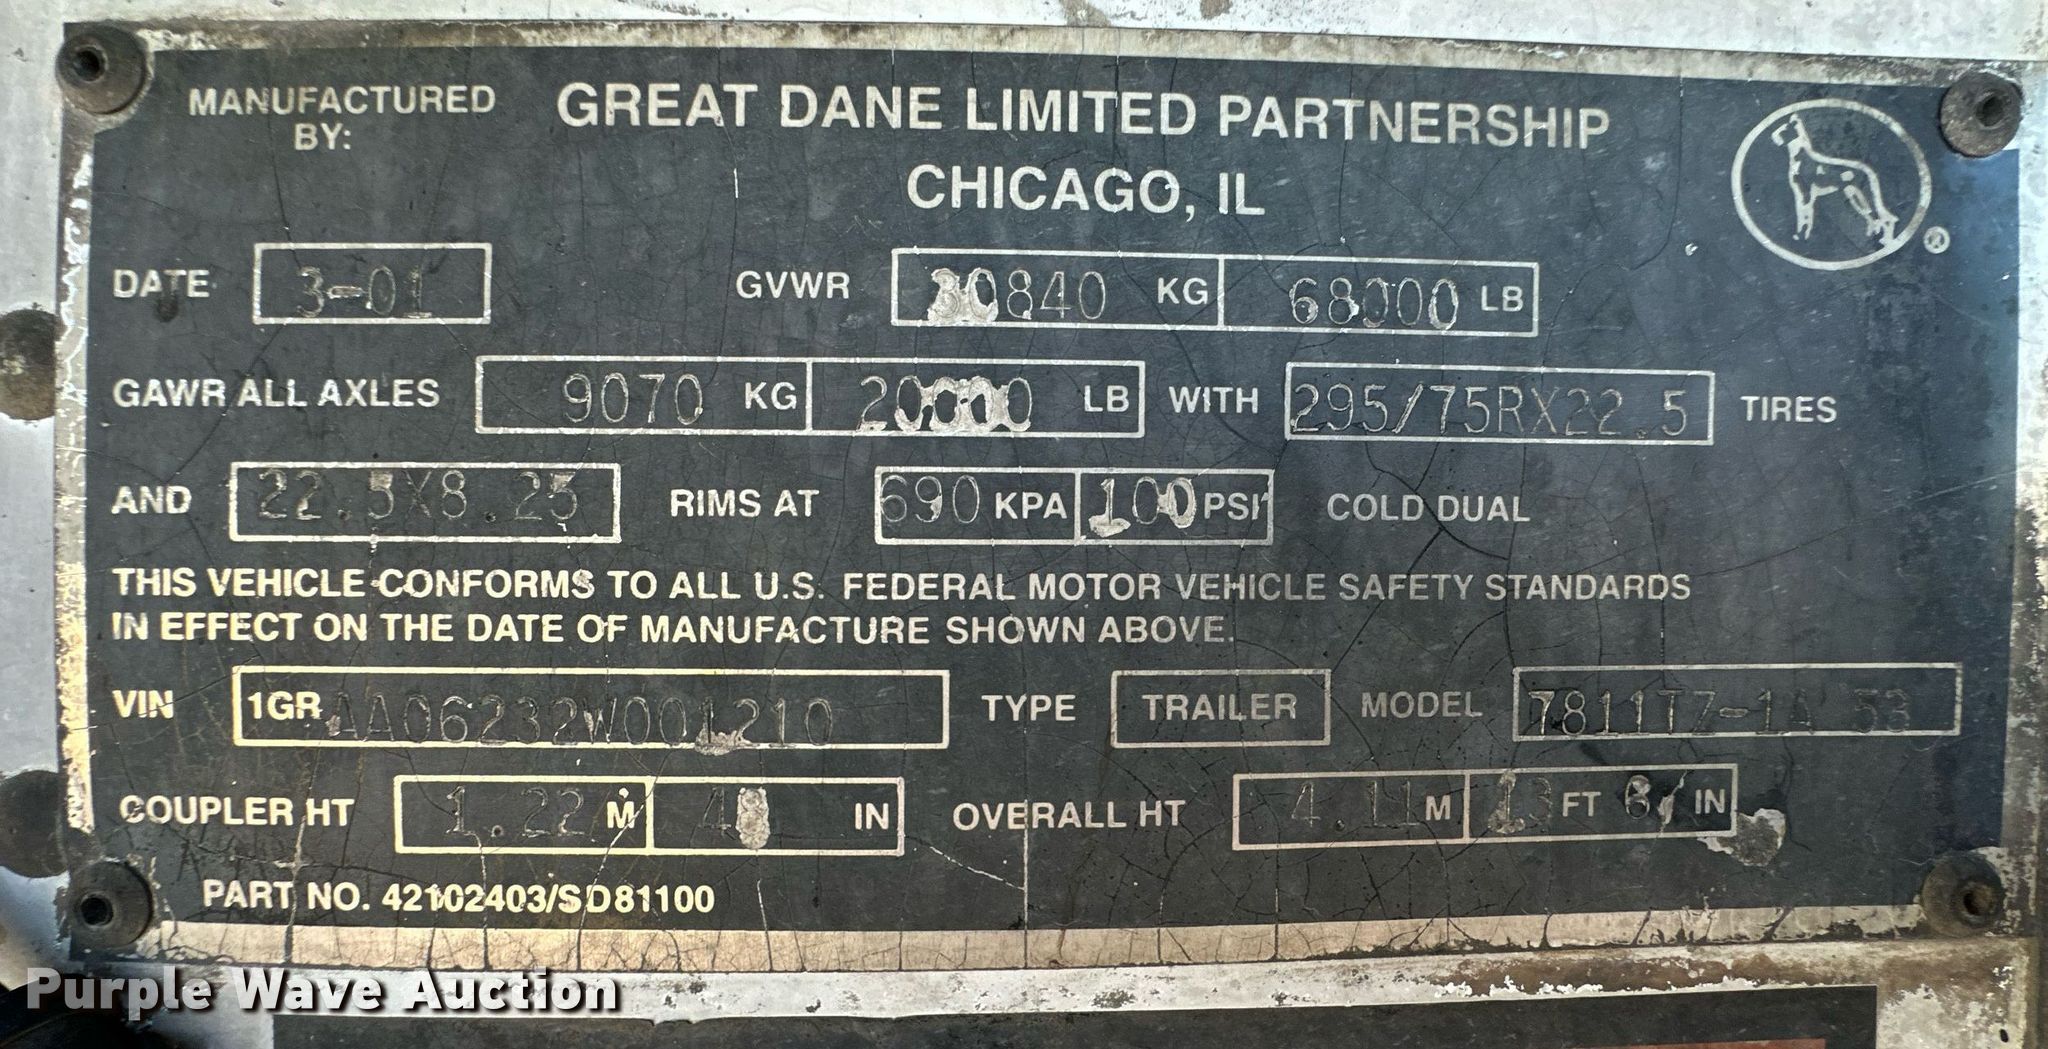 MANUFACTURED BY: GREAT DANE LIMITED PARTNERSHIP
CHICAGO, IL
®
DATE 3-01 GVWR 30840 KG 68000 LB
GAWR ALL AXLES 9070 KG 20000 LB WITH 295/75RX22.5 TIRES
AND 22.5X8.25 RIMS AT 690 KPA 100 PSI COLD DUAL
THIS VEHICLE CONFORMS TO ALL U.S. FEDERAL MOTOR VEHICLE SAFETY STANDARDS
IN EFFECT ON THE DATE OF MANUFACTURE SHOWN ABOVE.
VIN 1GRAA06232W001210 TYPE TRAILER MODEL 7811TZ-1A 53
COUPLER HT 1.22 M 48 IN OVERALL HT 4.11 M 13 FT 6 IN
PART NO. 42102403/SD81100
Purple Wave Auction